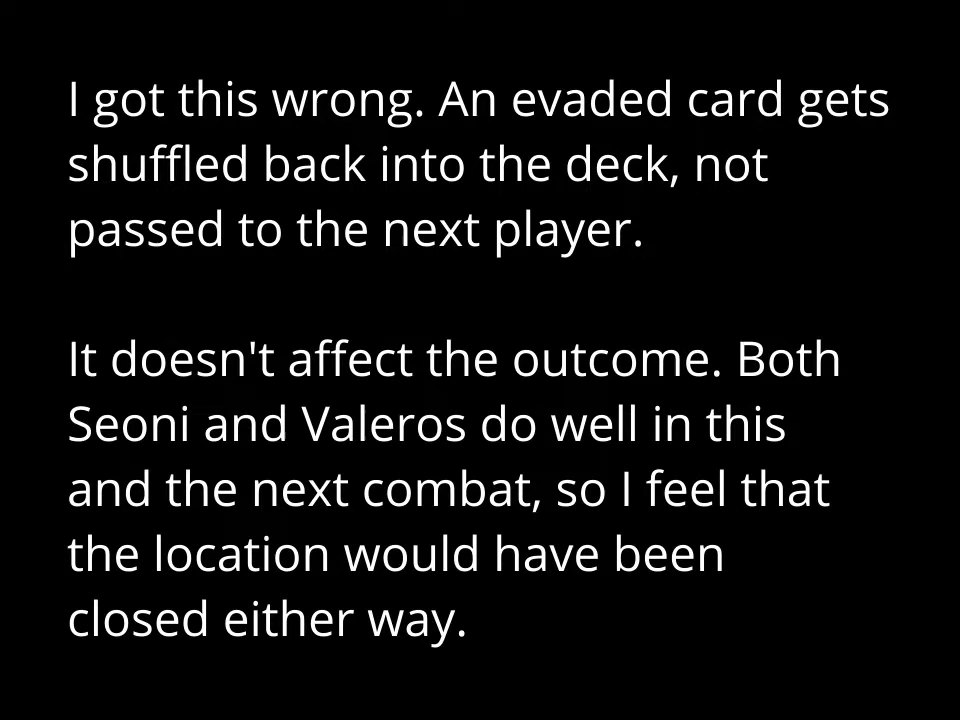 I got this wrong. An evaded card gets
shuffled back into the deck, not
passed to the next player.
It doesn't affect the outcome. Both
Seoni and Valeros do well in this
and the next combat, so I feel that
the location would have been
closed either way.